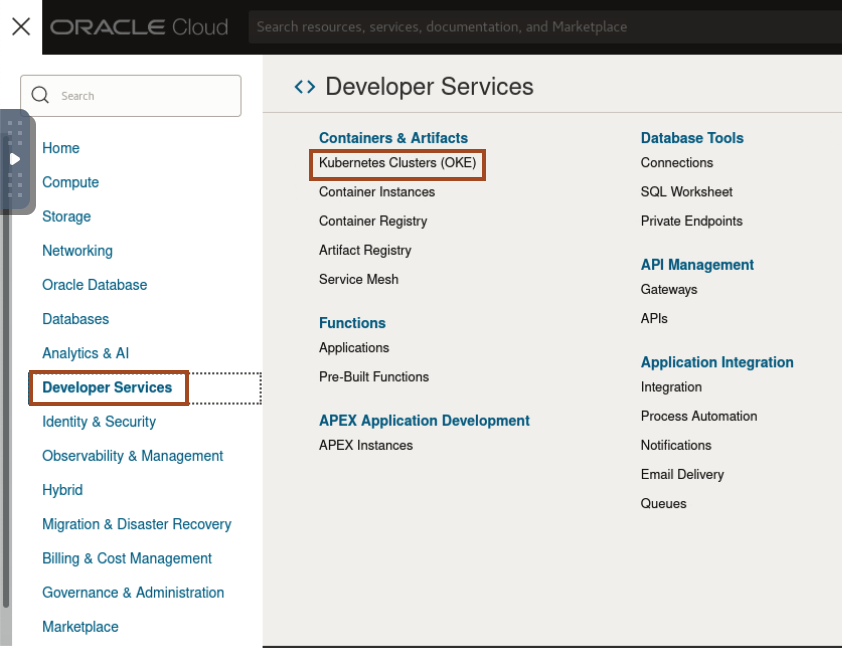 ORACLE Cloud
Search resources, services, documentation, and Marketplace
Search
Home
Compute
Storage
Networking
Oracle Database
Databases
Analytics & AI
Developer Services
Identity & Security
Observability & Management
Hybrid
Migration & Disaster Recovery
Billing & Cost Management
Governance & Administration
Marketplace
Developer Services
Containers & Artifacts
Kubernetes Clusters (OKE)
Container Instances
Container Registry
Artifact Registry
Service Mesh
Functions
Applications
Pre-Built Functions
APEX Application Development
APEX Instances
Database Tools
Connections
SQL Worksheet
Private Endpoints
API Management
Gateways
APIs
Application Integration
Integration
Process Automation
Notifications
Email Delivery
Queues